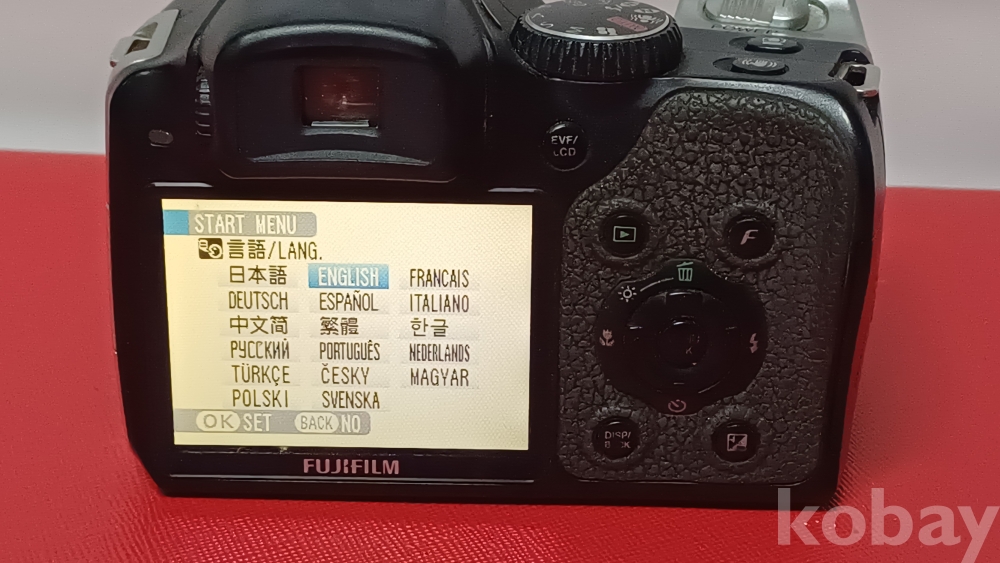 EVF/
LCD
START MENU
言語/LANG.
日本語 ENGLISH FRANCAIS
DEUTSCH ESPAÑOL ITALIANO
中文简 繁體 한글
РУССКИЙ PORTUGUÊS NEDERLANDS
TÜRKÇE ČESKY MAGYAR
POLSKI SVENSKA
OK SET BACK NO
F
DISP/
BACK
FUJIFILM
kobay